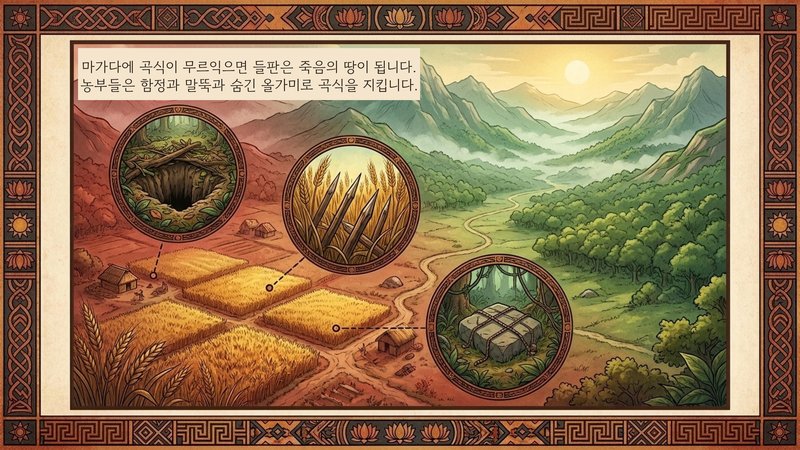 마가다에 곡식이 무르익으면 들판은 죽음의 땅이 됩니다.
농부들은 함정과 말뚝과 숨긴 올가미로 곡식을 지킵니다.